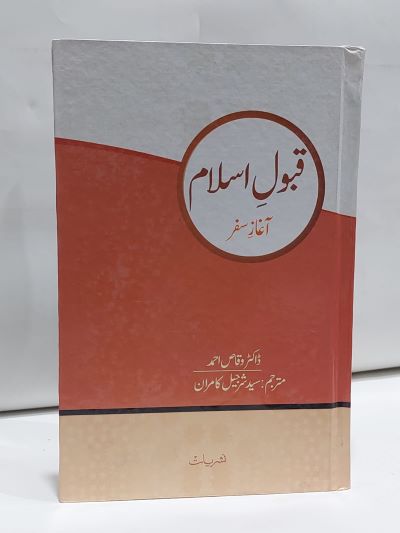 قبولِ اسلام
آغازِ سفر
ڈاکٹر وقاص احمد
مترجم: سید شرجیل کامران
نشریات